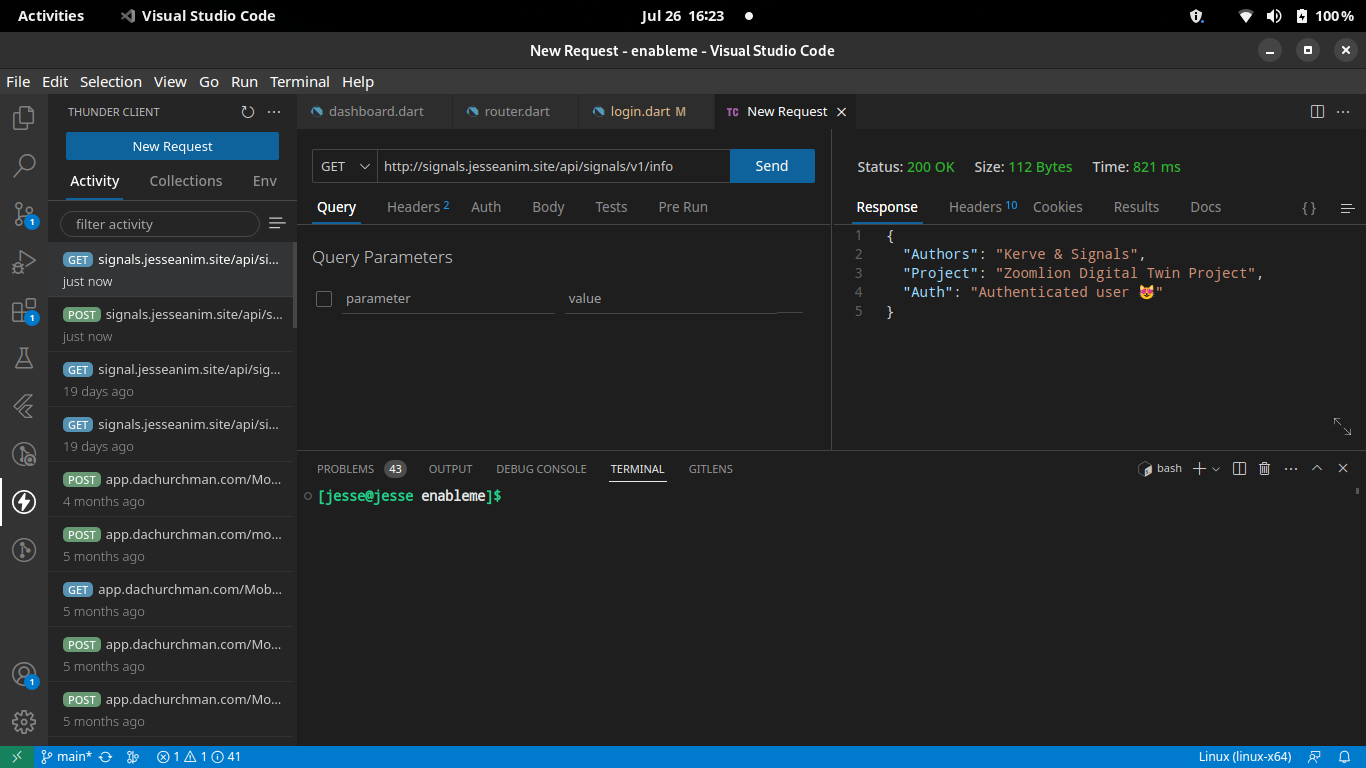 Activities Visual Studio Code Jul 26 16:23 100%
New Request - enableme - Visual Studio Code
File Edit Selection View Go Run Terminal Help
THUNDER CLIENT
New Request
Activity Collections Env
filter activity
GET signals.jesseanim.site/api/si...
just now
POST signals.jesseanim.site/api/s...
just now
GET signal.jesseanim.site/api/sig...
19 days ago
GET signals.jesseanim.site/api/si...
19 days ago
POST app.dachurchman.com/Mo...
4 months ago
POST app.dachurchman.com/mo...
5 months ago
GET app.dachurchman.com/Mob...
5 months ago
POST app.dachurchman.com/Mo...
5 months ago
POST app.dachurchman.com/Mo...
5 months ago
1
1
1
dashboard.dart router.dart login.dart M TC New Request
GET http://signals.jesseanim.site/api/signals/v1/info Send
Query Headers 2 Auth Body Tests Pre Run
Query Parameters
parameter value
Status: 200 OK Size: 112 Bytes Time: 821 ms
Response Headers 10 Cookies Results Docs { }
1 {
2 "Authors": "Kerve & Signals",
3 "Project": "Zoomlion Digital Twin Project",
4 "Auth": "Authenticated user 😻"
5 }
PROBLEMS 43 OUTPUT DEBUG CONSOLE TERMINAL GITLENS bash
[jesse@jesse enableme]$
main* 1 1 41 Linux (linux-x64)